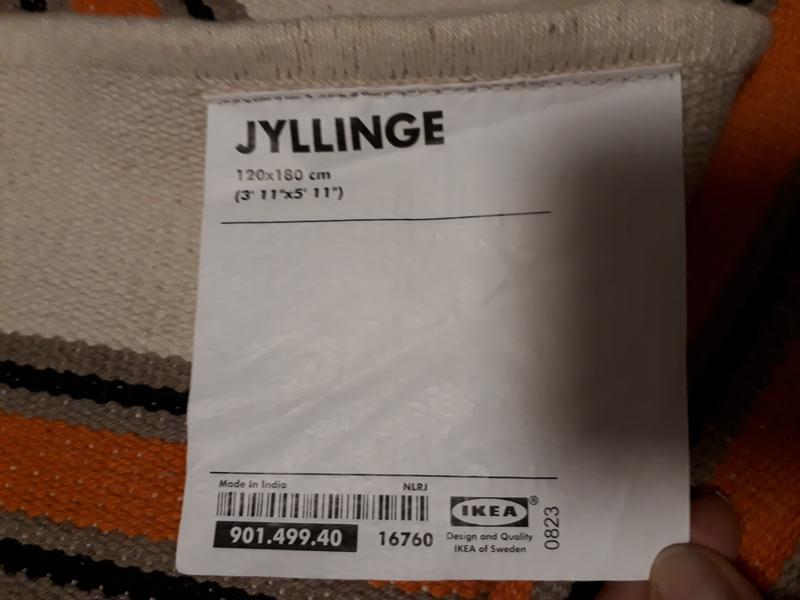 JYLLINGE
120x180 cm
(3' 11"x5' 11")
Made in India NLRJ
901.499.40 16760
IKEA®
Design and Quality
IKEA of Sweden
0823